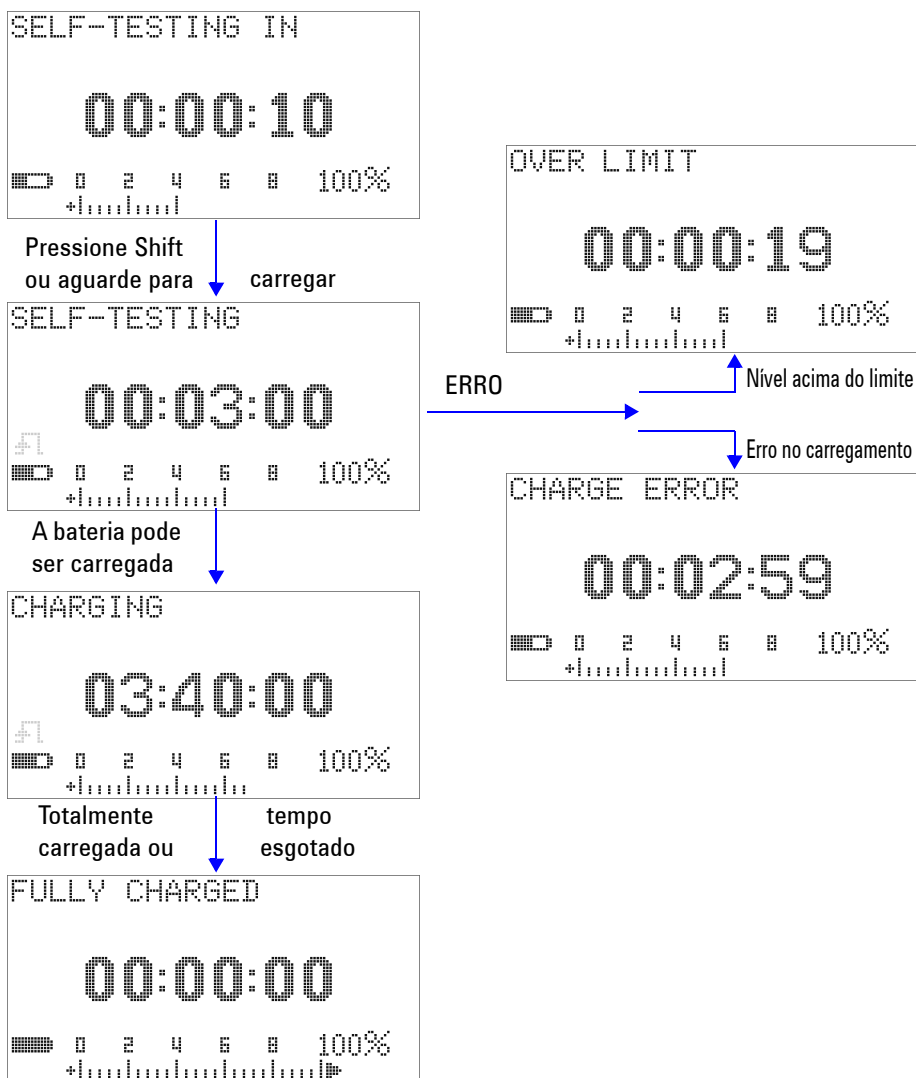 SELF-TESTING IN
00:00:10
0 2 4 6 8 100%
Pressione Shift
ou aguarde para carregar
SELF-TESTING
00:03:00
0 2 4 6 8 100%
A bateria pode
ser carregada
CHARGING
03:40:00
0 2 4 6 8 100%
Totalmente tempo
carregada ou esgotado
FULLY CHARGED
00:00:00
0 2 4 6 8 100%
ERRO
OVER LIMIT
00:00:19
0 2 4 6 8 100%
Nível acima do limite
Erro no carregamento
CHARGE ERROR
00:02:59
0 2 4 6 8 100%